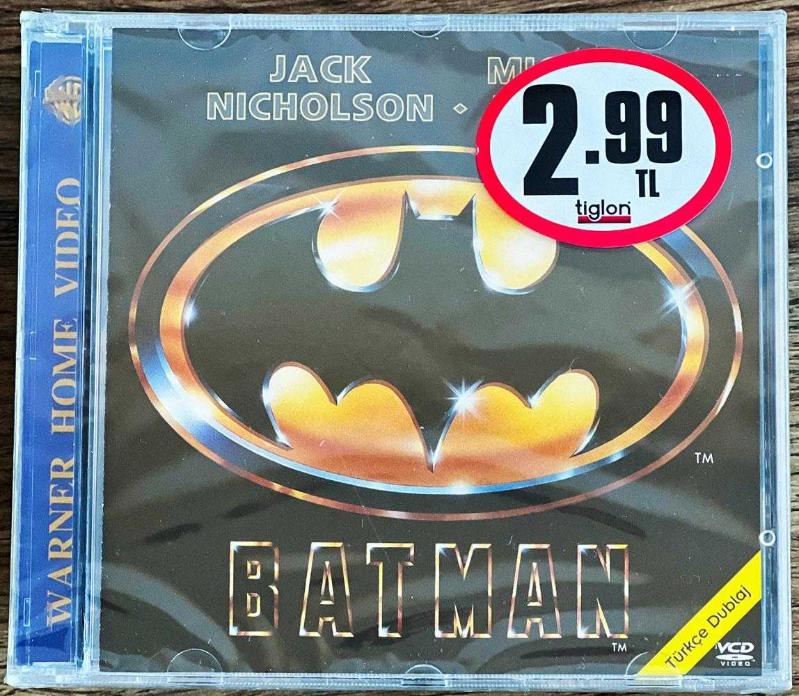 WARNER HOME VIDEO
JACK
NICHOLSON
2.99
TL
tiglon
TM
BATMAN
TM
Türkçe Dublaj
VCD
VIDEO